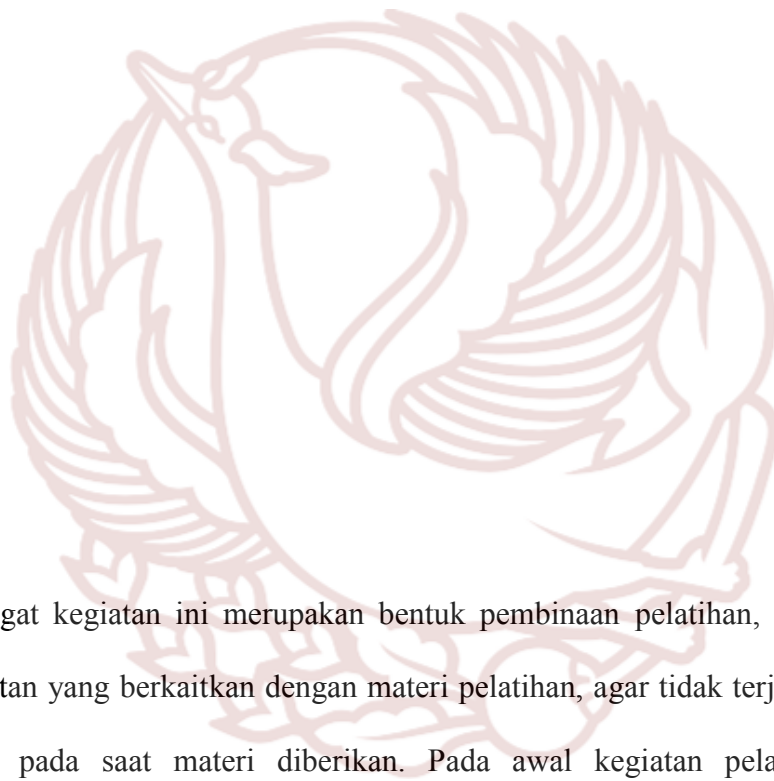 gat kegiatan ini merupakan bentuk pembinaan pelatihan,
tan yang berkaitkan dengan materi pelatihan, agar tidak terj
pada saat materi diberikan. Pada awal kegiatan pela